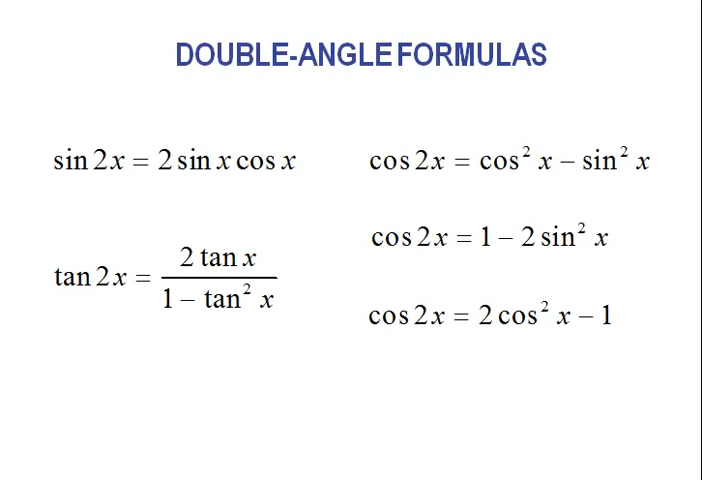 DOUBLE-ANGLE FORMULAS
sin 2x = 2 sin x cos x
tan 2x = \frac{2 tan x}{1 − tan² x}
cos 2x = cos² x − sin² x
cos 2x = 1 − 2 sin² x
cos 2x = 2 cos² x − 1